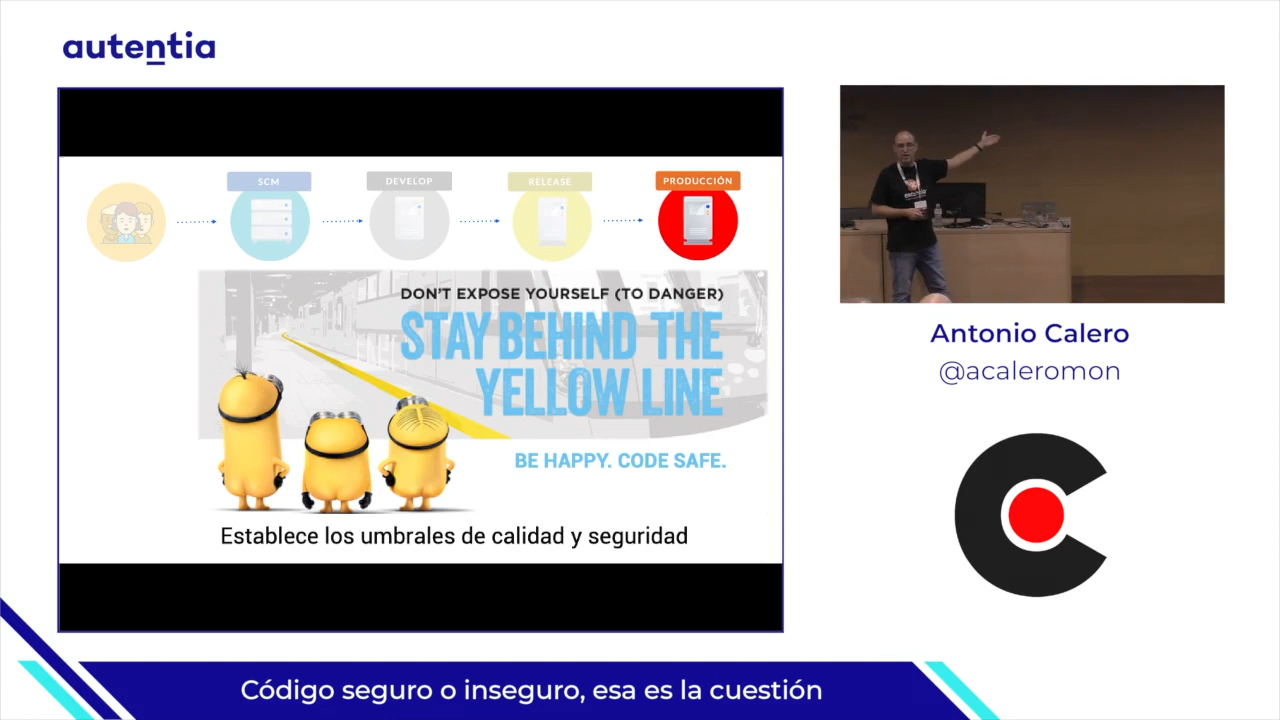 autentia
SCM
DEVELOP
RELEASE
PRODUCCIÓN
DON'T EXPOSE YOURSELF (TO DANGER)
STAY BEHIND THE
YELLOW LINE
BE HAPPY. CODE SAFE.
Establece los umbrales de calidad y seguridad
Antonio Calero
@acaleromon
Código seguro o inseguro, esa es la cuestión